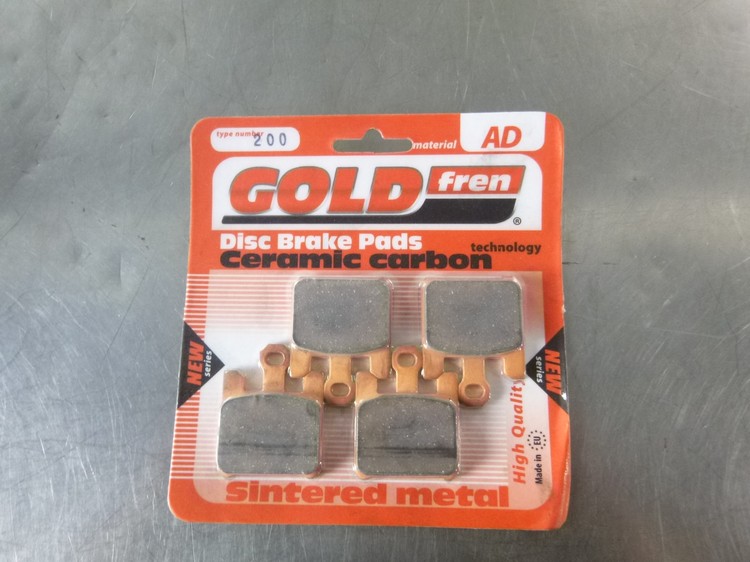 type number
200
material
AD
GOLD fren ®
Disc Brake Pads
technology
Ceramic carbon
NEW
series
NEW
series
High Quality
Made in EU
Sintered metal